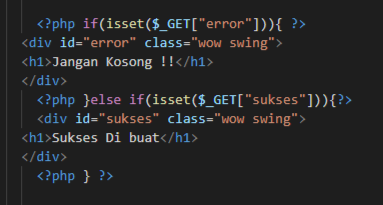 <?php if(isset($_GET["error"])){ ?>
<div id="error" class="wow swing">
<h1>Jangan Kosong !!</h1>
</div>
<?php }else if(isset($_GET["sukses"])){?>
<div id="sukses" class="wow swing">
<h1>Sukses Di buat</h1>
</div>
<?php } ?>